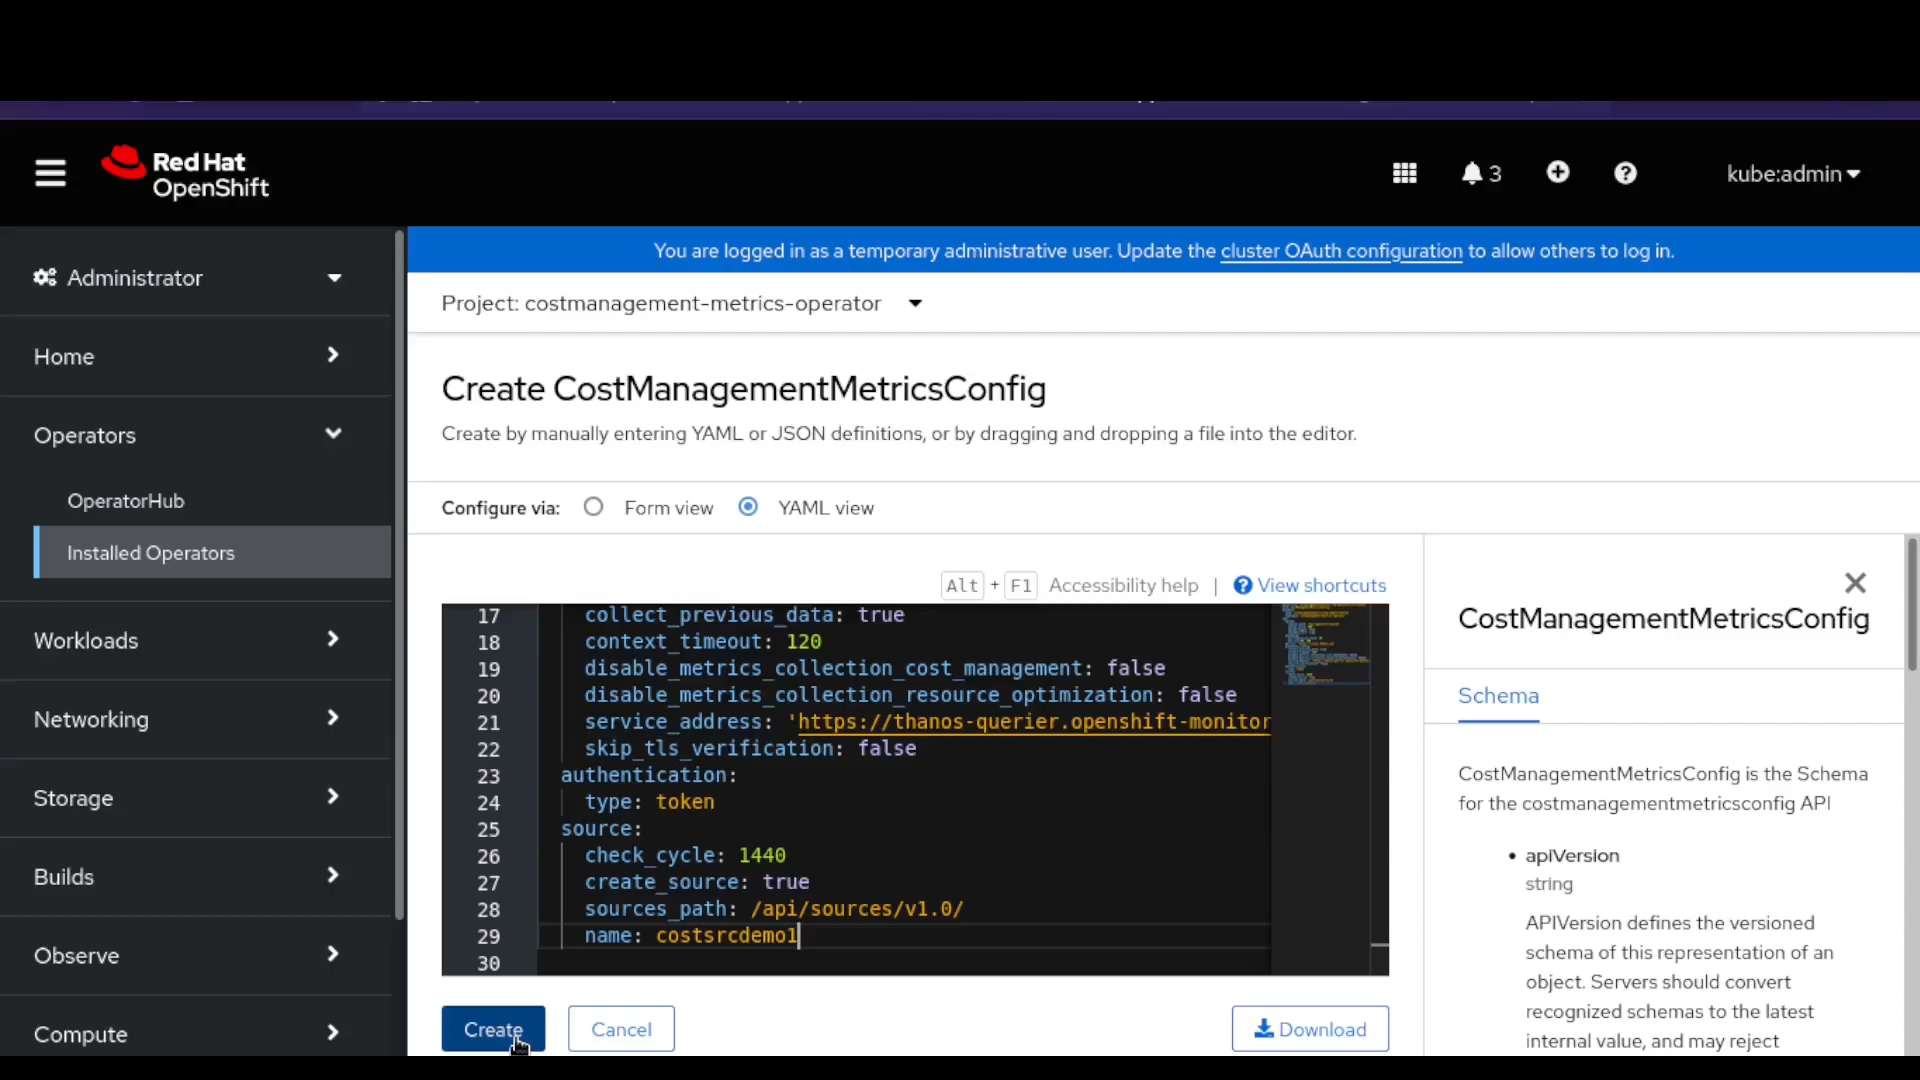 Red Hat
OpenShift
3
kube:admin
You are logged in as a temporary administrative user. Update the cluster OAuth configuration to allow others to log in.
Administrator
Home
Operators
OperatorHub
Installed Operators
Workloads
Networking
Storage
Builds
Observe
Compute
Project: costmanagement-metrics-operator
Create CostManagementMetricsConfig
Create by manually entering YAML or JSON definitions, or by dragging and dropping a file into the editor.
Configure via: Form view YAML view
Alt + F1 Accessibility help | View shortcuts
17 collect_previous_data: true
18 context_timeout: 120
19 disable_metrics_collection_cost_management: false
20 disable_metrics_collection_resource_optimization: false
21 service_address: 'https://thanos-querier.openshift-monitor
22 skip_tls_verification: false
23 authentication:
24 type: token
25 source:
26 check_cycle: 1440
27 create_source: true
28 sources_path: /api/sources/v1.0/
29 name: costsrcdemo1
30
Create Cancel Download
CostManagementMetricsConfig
Schema
CostManagementMetricsConfig is the Schema
for the costmanagementmetricsconfig API
• apiVersion
string
APIVersion defines the versioned
schema of this representation of an
object. Servers should convert
recognized schemas to the latest
internal value, and may reject